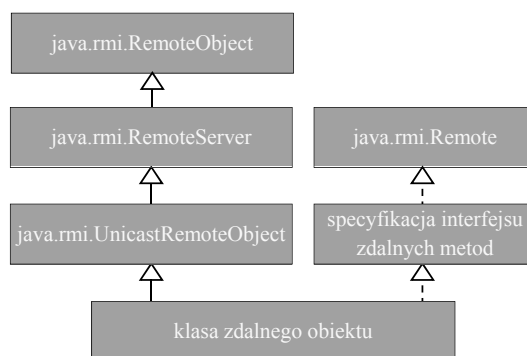 java.rmi.RemoteObject
java.rmi.RemoteServer
java.rmi.Remote
java.rmi.UnicastRemoteObject
specyfikacja interfejsu
zdalnych metod
klasa zdalnego obiektu